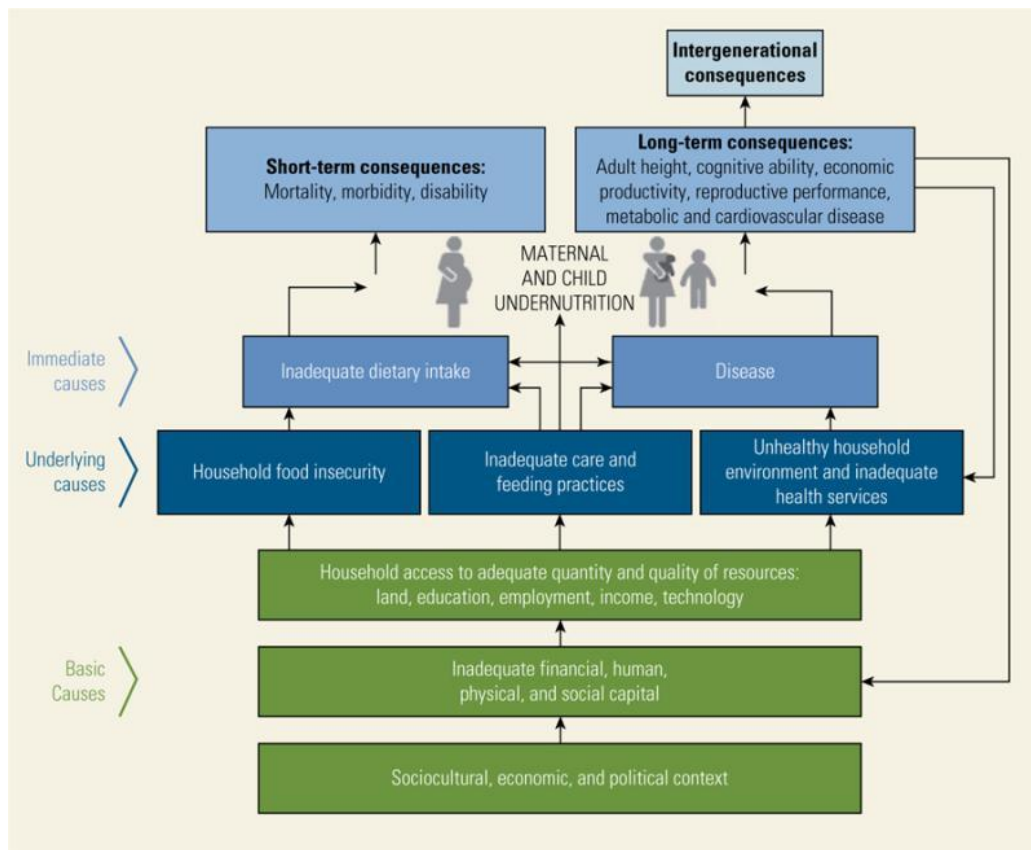 Intergenerational
consequences
Short-term consequences:
Mortality, morbidity, disability
Long-term consequences:
Adult height, cognitive ability, economic
productivity, reproductive performance,
metabolic and cardiovascular disease
MATERNAL
AND CHILD
UNDERNUTRITION
Immediate
causes
Inadequate dietary intake
Disease
Underlying
causes
Household food insecurity
Inadequate care and
feeding practices
Unhealthy household
environment and inadequate
health services
Household access to adequate quantity and quality of resources:
land, education, employment, income, technology
Basic
Causes
Inadequate financial, human,
physical, and social capital
Sociocultural, economic, and political context